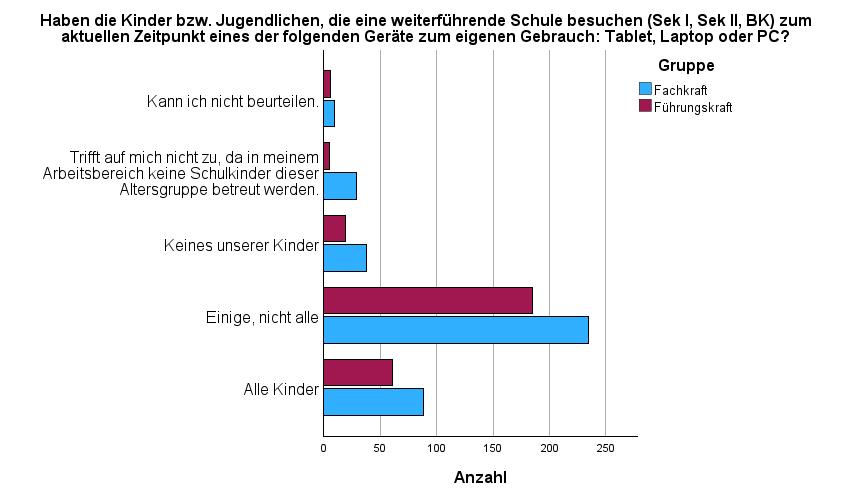 Haben die Kinder bzw. Jugendlichen, die eine weiterführende Schule besuchen (Sek I, Sek II, BK) zum
aktuellen Zeitpunkt eines der folgenden Geräte zum eigenen Gebrauch: Tablet, Laptop oder PC?
Gruppe
Fachkraft
Führungskraft
Kann ich nicht beurteilen.
Trifft auf mich nicht zu, da in meinem
Arbeitsbereich keine Schulkinder dieser
Altersgruppe betreut werden.
Keines unserer Kinder
Einige, nicht alle
Alle Kinder
0 50 100 150 200 250
Anzahl